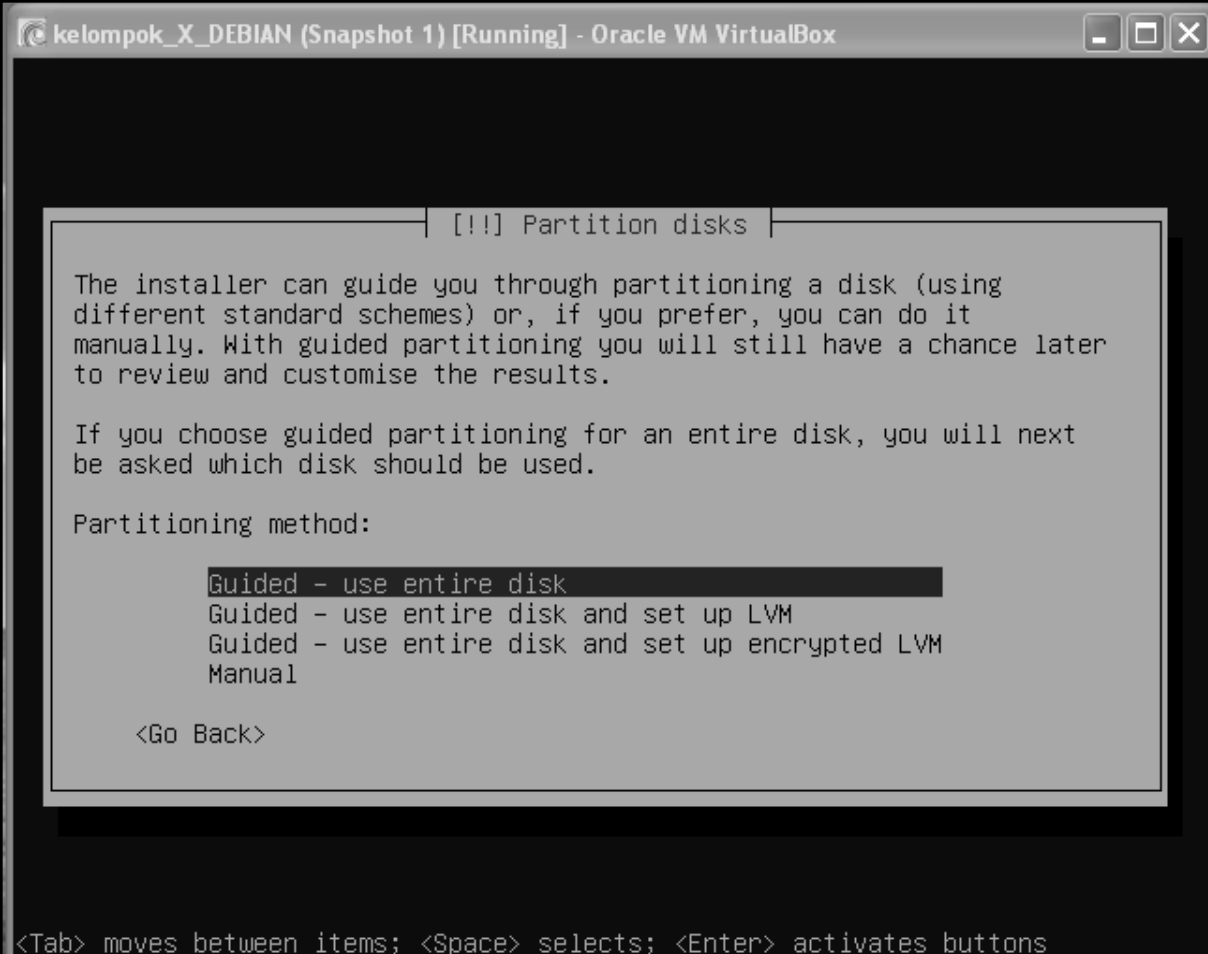 kelompok_X_DEBIAN (Snapshot 1) [Running] - Oracle VM VirtualBox
[!!] Partition disks
The installer can guide you through partitioning a disk (using
different standard schemes) or, if you prefer, you can do it
manually. With guided partitioning you will still have a chance later
to review and customise the results.
If you choose guided partitioning for an entire disk, you will next
be asked which disk should be used.
Partitioning method:
Guided - use entire disk
Guided - use entire disk and set up LVM
Guided - use entire disk and set up encrypted LVM
Manual
<Go Back>
<Tab> moves between items; <Space> selects; <Enter> activates buttons